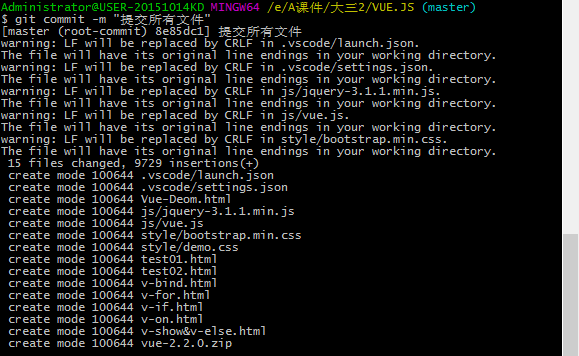 Administrator@USER-20151014KD MINGW64 /e/A课件/大三2/VUE.JS (master)
$ git commit -m "提交所有文件"
[master (root-commit) 8e85dc1] 提交所有文件
warning: LF will be replaced by CRLF in .vscode/launch.json.
The file will have its original line endings in your working directory.
warning: LF will be replaced by CRLF in .vscode/settings.json.
The file will have its original line endings in your working directory.
warning: LF will be replaced by CRLF in js/jquery-3.1.1.min.js.
The file will have its original line endings in your working directory.
warning: LF will be replaced by CRLF in js/vue.js.
The file will have its original line endings in your working directory.
warning: LF will be replaced by CRLF in style/bootstrap.min.css.
The file will have its original line endings in your working directory.
 15 files changed, 9729 insertions(+)
 create mode 100644 .vscode/launch.json
 create mode 100644 .vscode/settings.json
 create mode 100644 Vue-Deom.html
 create mode 100644 js/jquery-3.1.1.min.js
 create mode 100644 js/vue.js
 create mode 100644 style/bootstrap.min.css
 create mode 100644 style/demo.css
 create mode 100644 test01.html
 create mode 100644 test02.html
 create mode 100644 v-bind.html
 create mode 100644 v-for.html
 create mode 100644 v-if.html
 create mode 100644 v-on.html
 create mode 100644 v-show&v-else.html
 create mode 100644 vue-2.2.0.zip